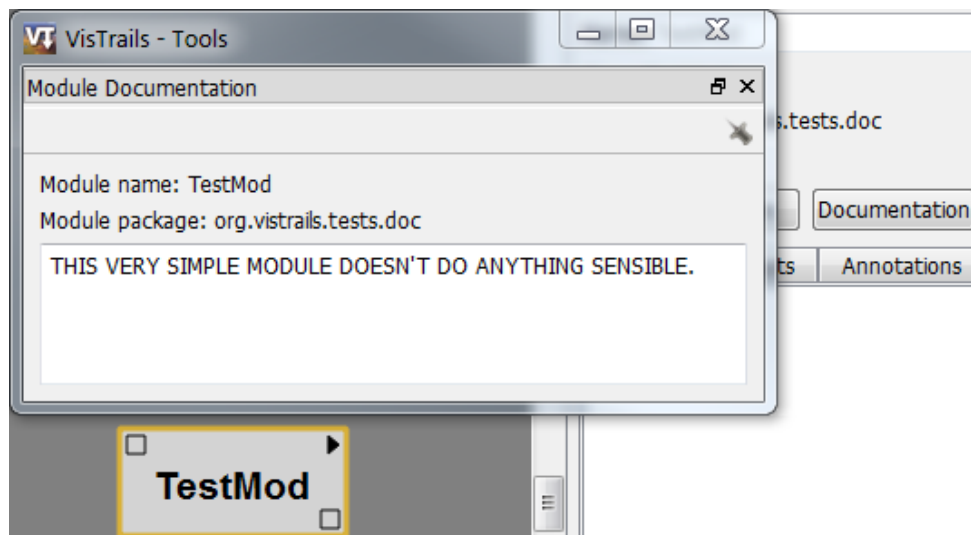 VisTrails - Tools
Module Documentation
s.tests.doc
Module name: TestMod
Module package: org.vistrails.tests.doc
Documentation
THIS VERY SIMPLE MODULE DOESN'T DO ANYTHING SENSIBLE.
ts
Annotations
TestMod